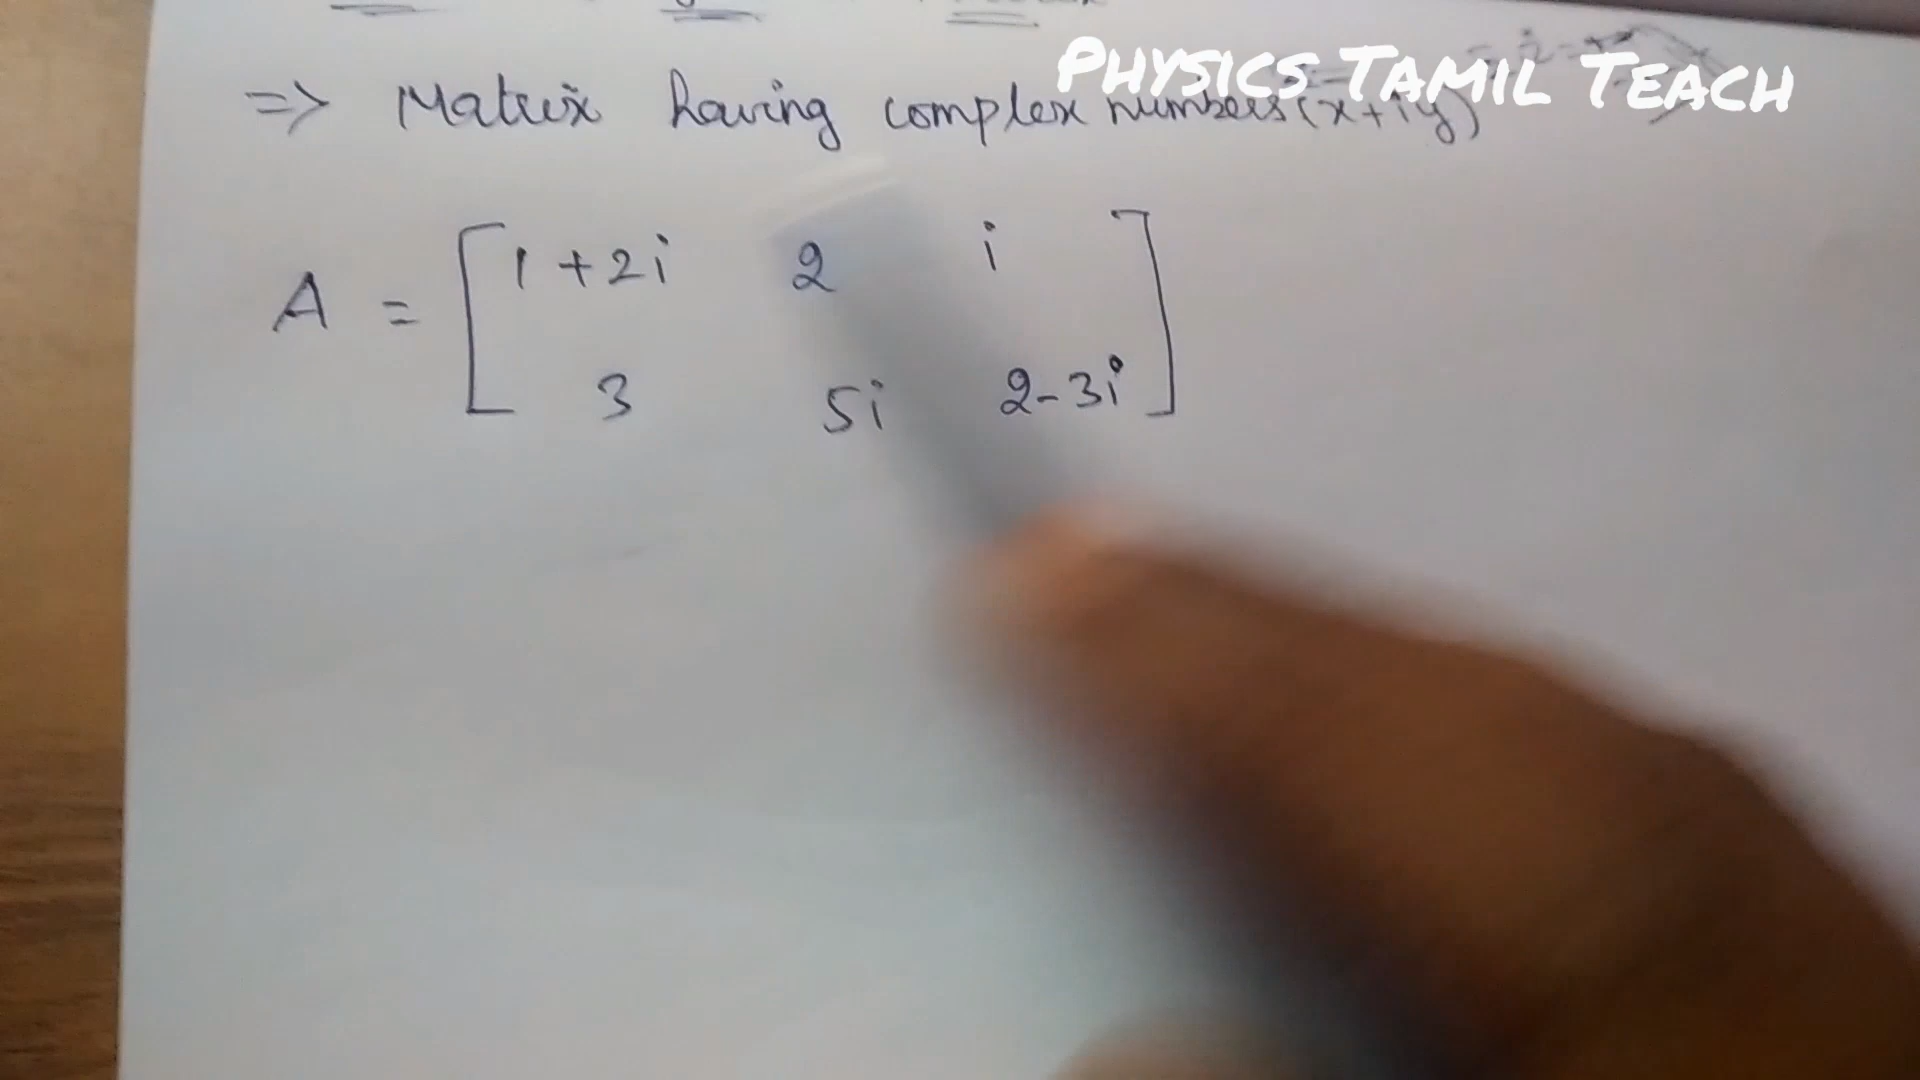 PHYSICS TAMIL TEACH
=> Matrix having complex numbers (x+iy)
A = [ 1+2i 2 i
3 5i 2-3i ]